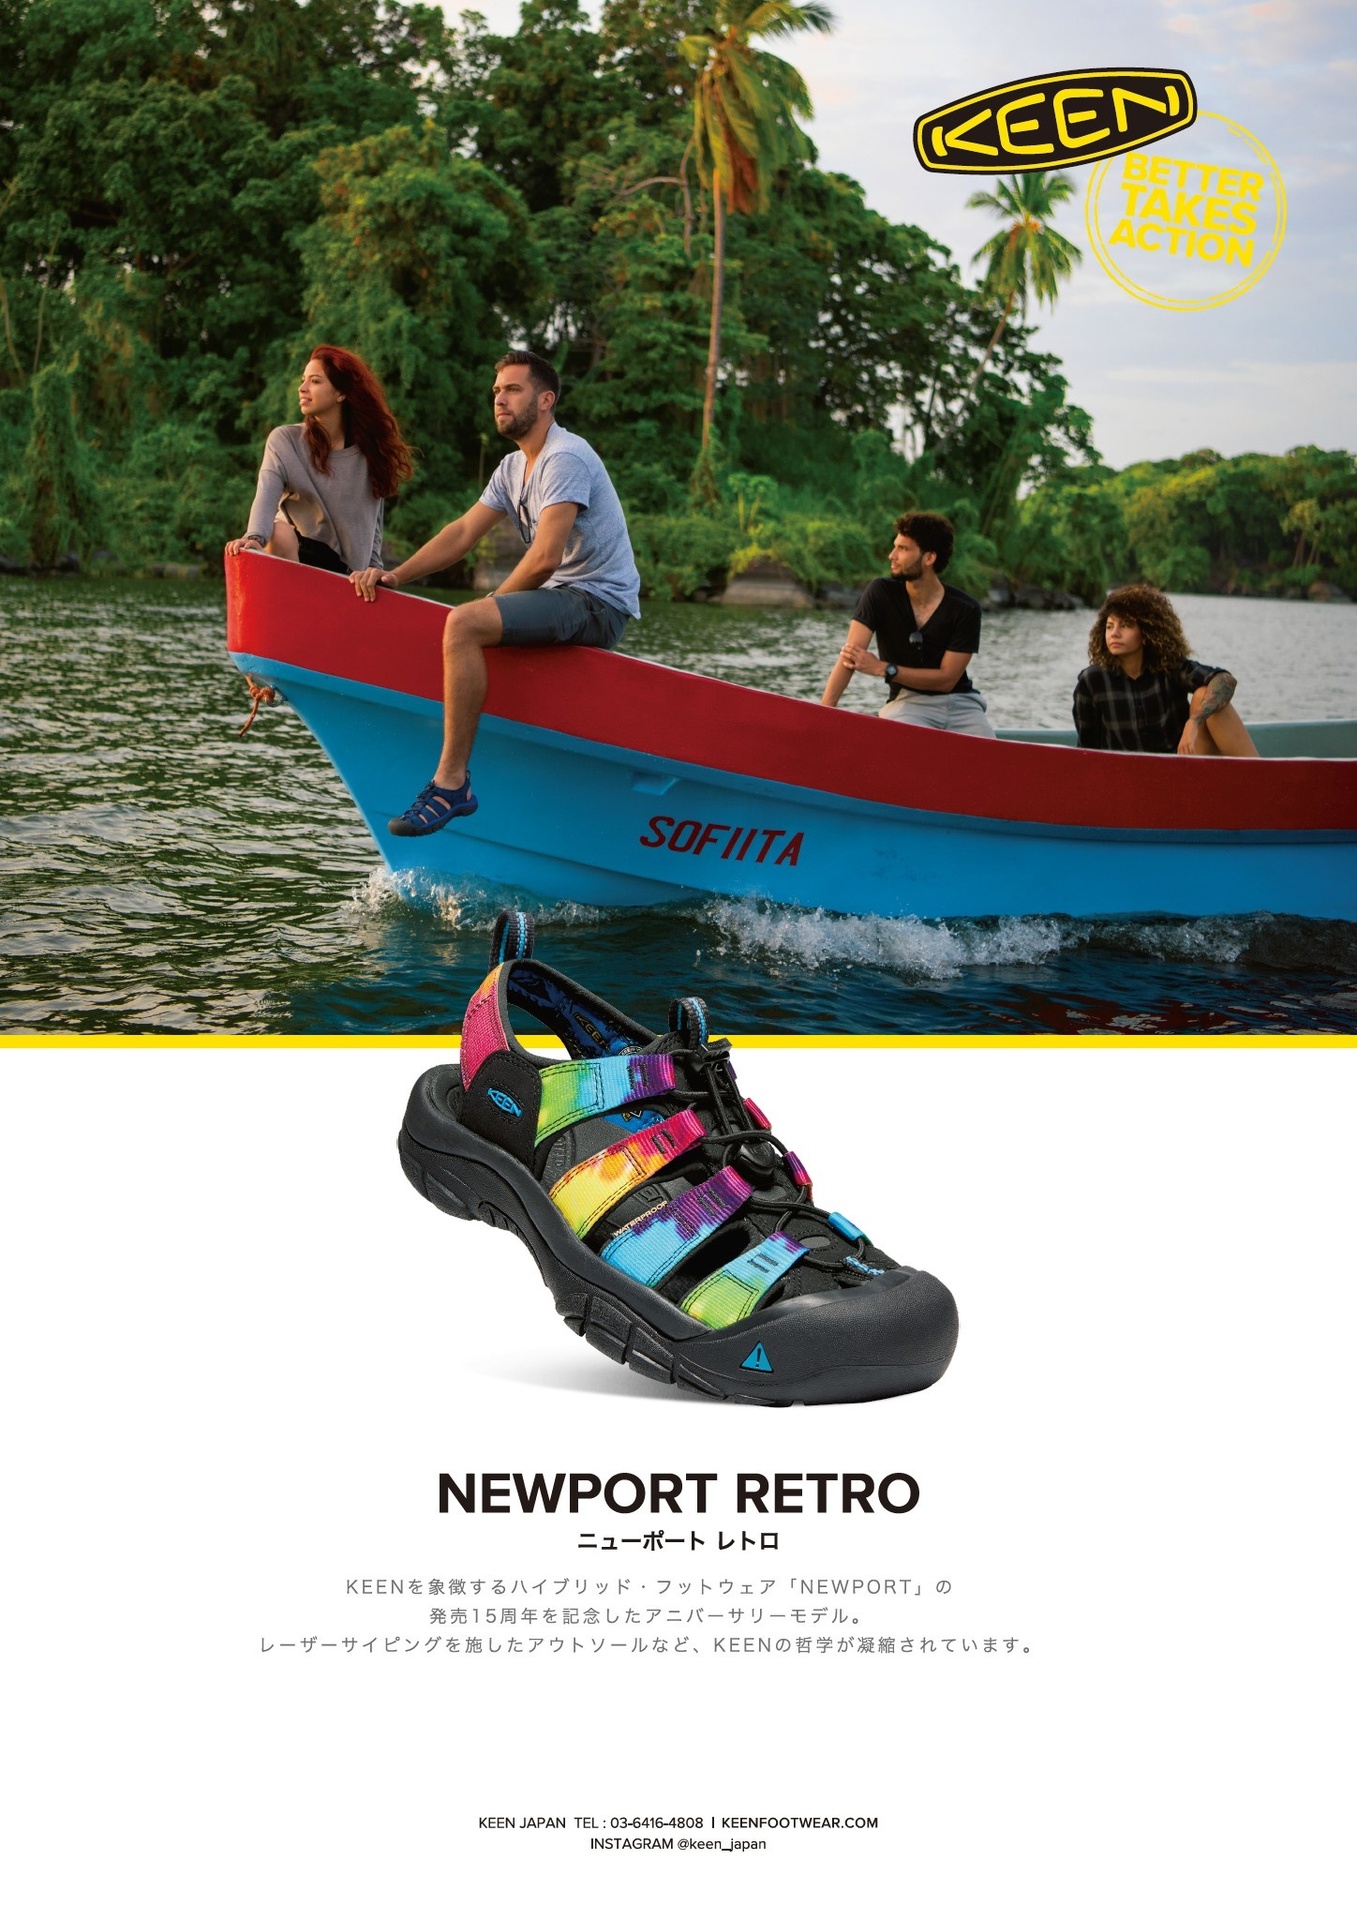 KEEN
BETTER
TAKES
ACTION
SOFIITA
KEEN
KEEN
WATERPROOF
NEWPORT RETRO
ニューポート レトロ
KEENを象徴するハイブリッド・フットウェア「NEWPORT」の
発売15周年を記念したアニバーサリーモデル。
レーザーサイピングを施したアウトソールなど、KEENの哲学が凝縮されています。
KEEN JAPAN TEL : 03-6416-4808 | KEENFOOTWEAR.COM
INSTAGRAM @keen_japan